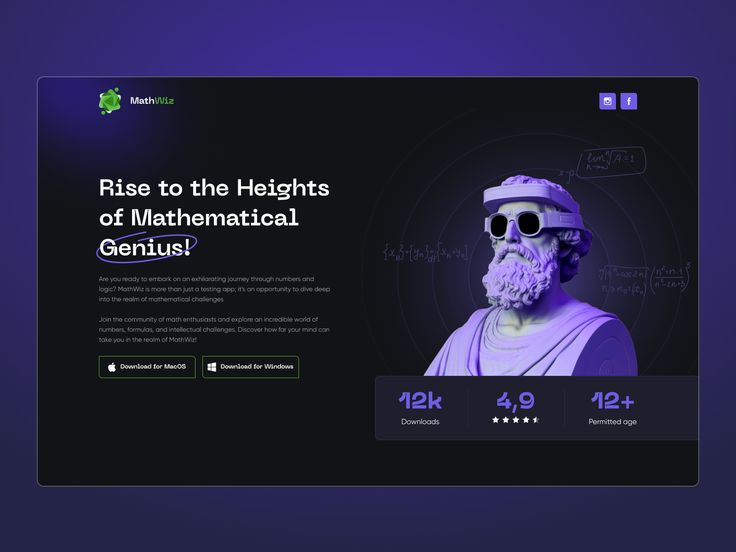 MathWiz
Rise to the Heights
of Mathematical
Genius!
Are you ready to embark on an exhilarating journey through numbers and
logic? MathWiz is more than just a testing app; it's an opportunity to dive deep
into the realm of mathematical challenges
Join the community of math enthusiasts and explore an incredible world of
numbers, formulas, and intellectual challenges. Discover how far your mind can
take you in the realm of MathWiz!
Download for MacOS
Download for Windows
{xₙ}+{yₙ}=[xₙ+yₙ]
12k
Downloads
4,9
12+
Permitted age